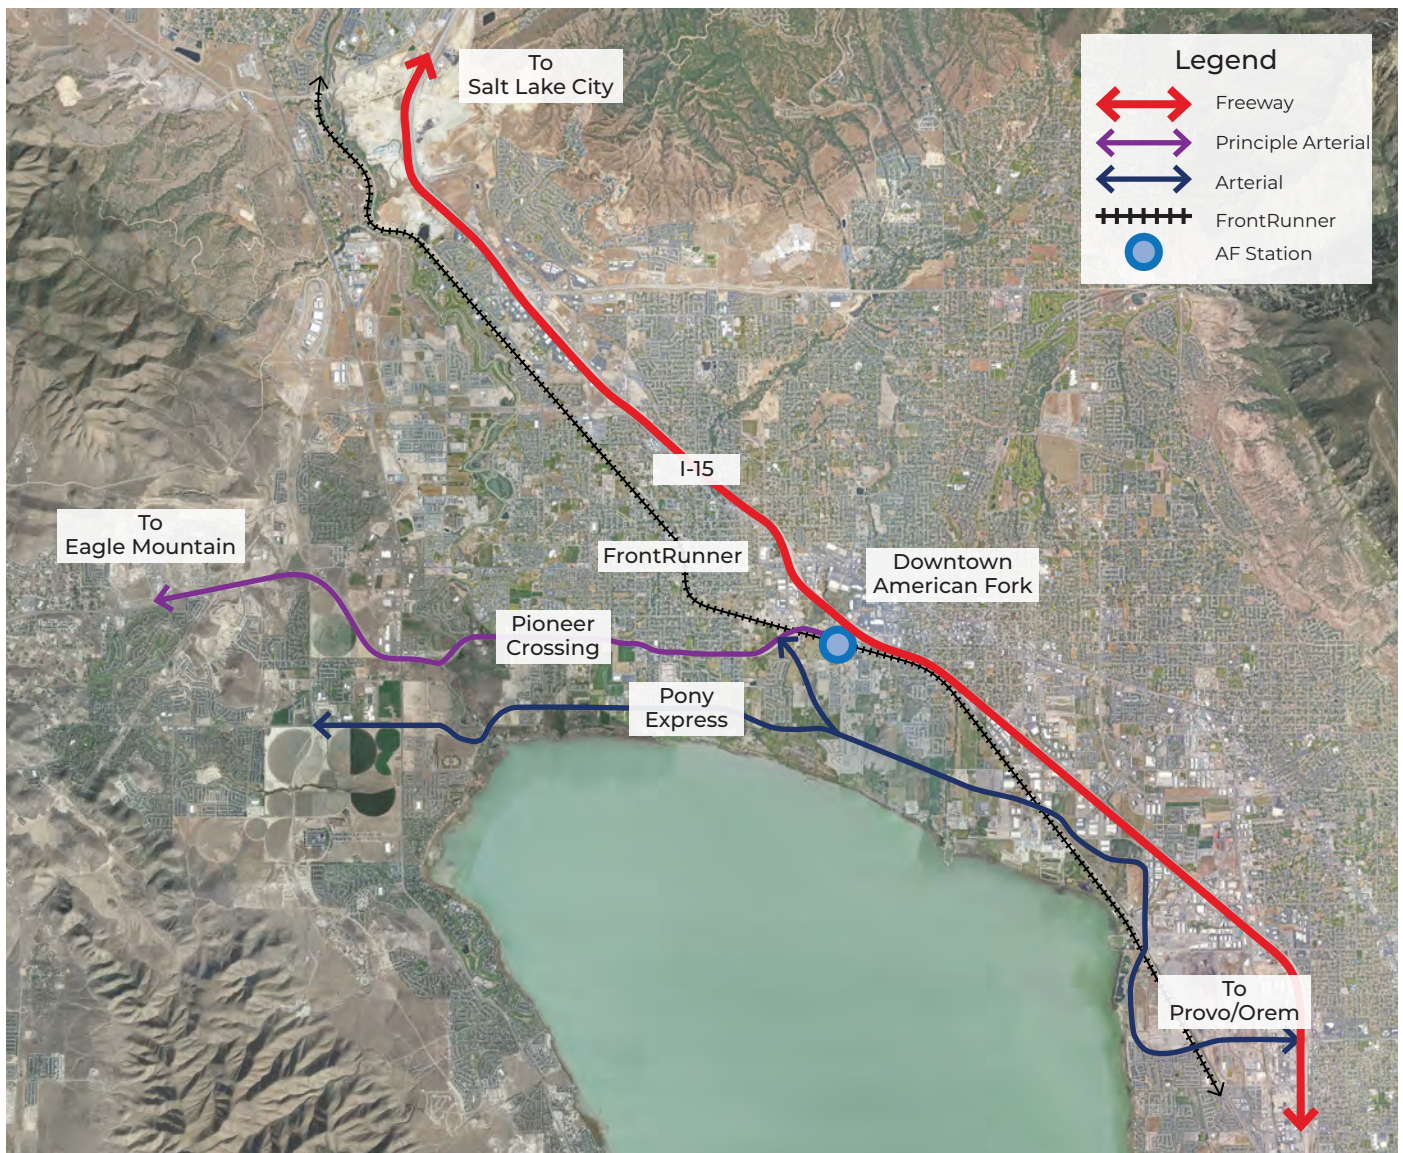 To
Salt Lake City
Legend
Freeway
Principle Arterial
Arterial
FrontRunner
AF Station
I-15
To
Eagle Mountain
FrontRunner
Downtown
American Fork
Pioneer
Crossing
Pony
Express
To
Provo/Orem